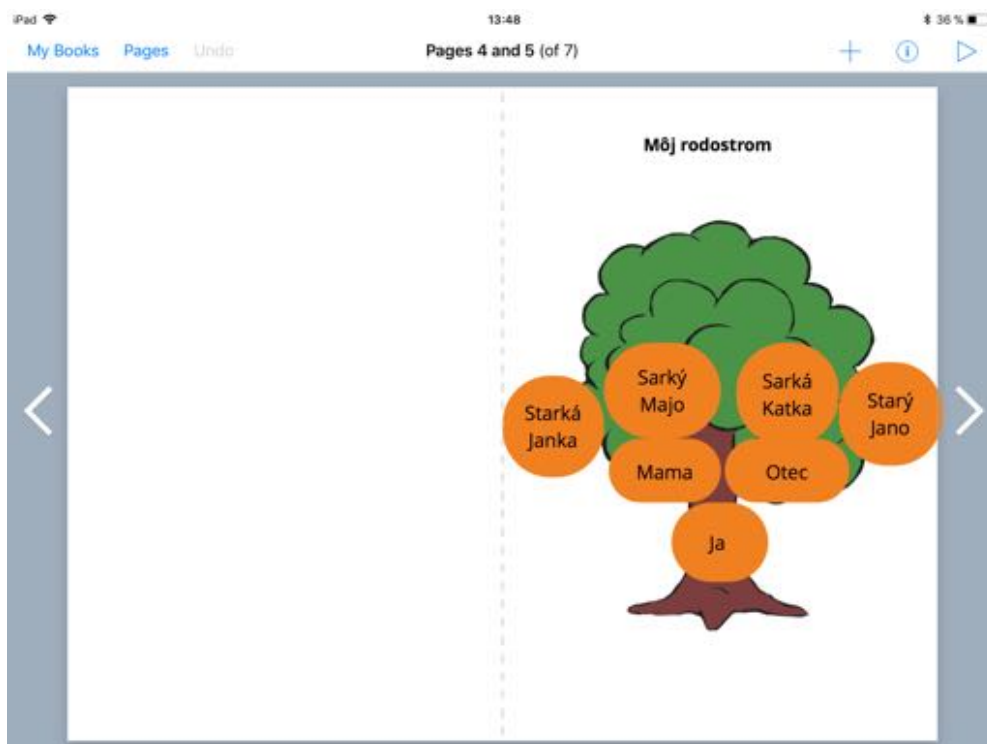 iPad 13:48 36 %
My Books Pages Undo Pages 4 and 5 (of 7)
Môj rodostrom
Starká
Janka
Sarký
Majo
Sarká
Katka
Starý
Jano
Mama
Otec
Ja